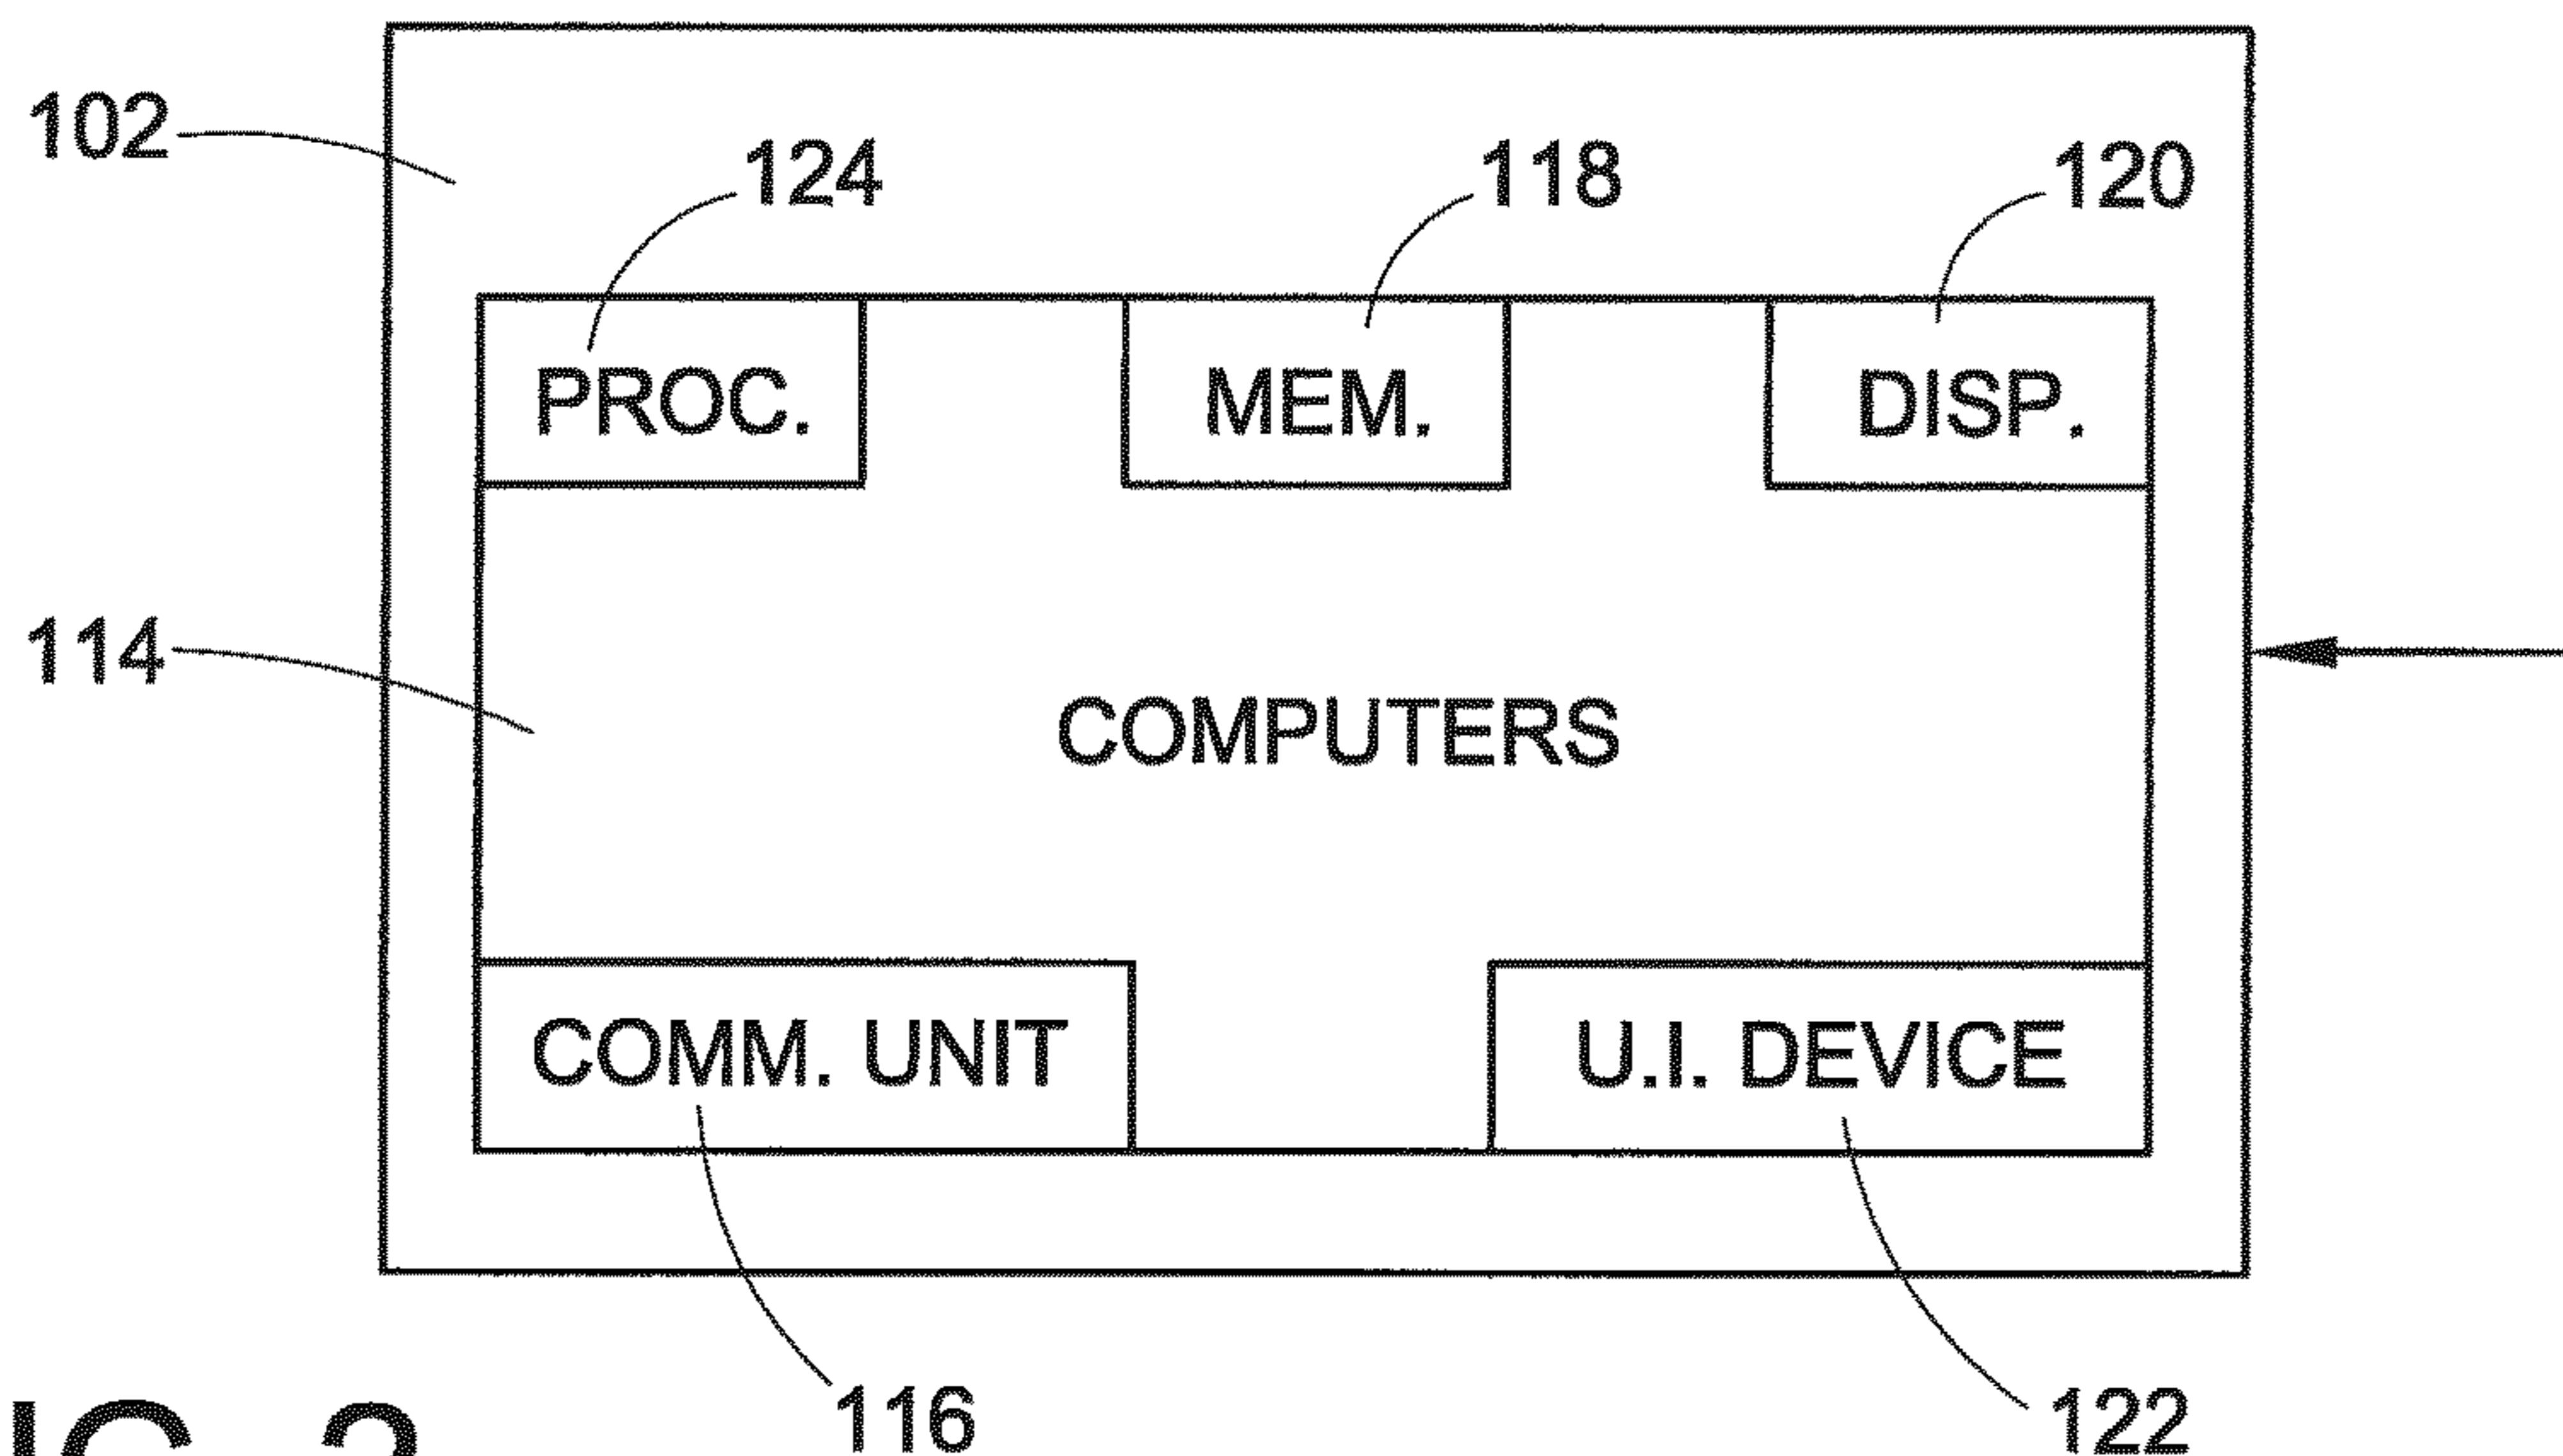 102
124
118
120
PROC.
MEM.
DISP.
114
COMPUTERS
COMM. UNIT
U.I. DEVICE
116
122